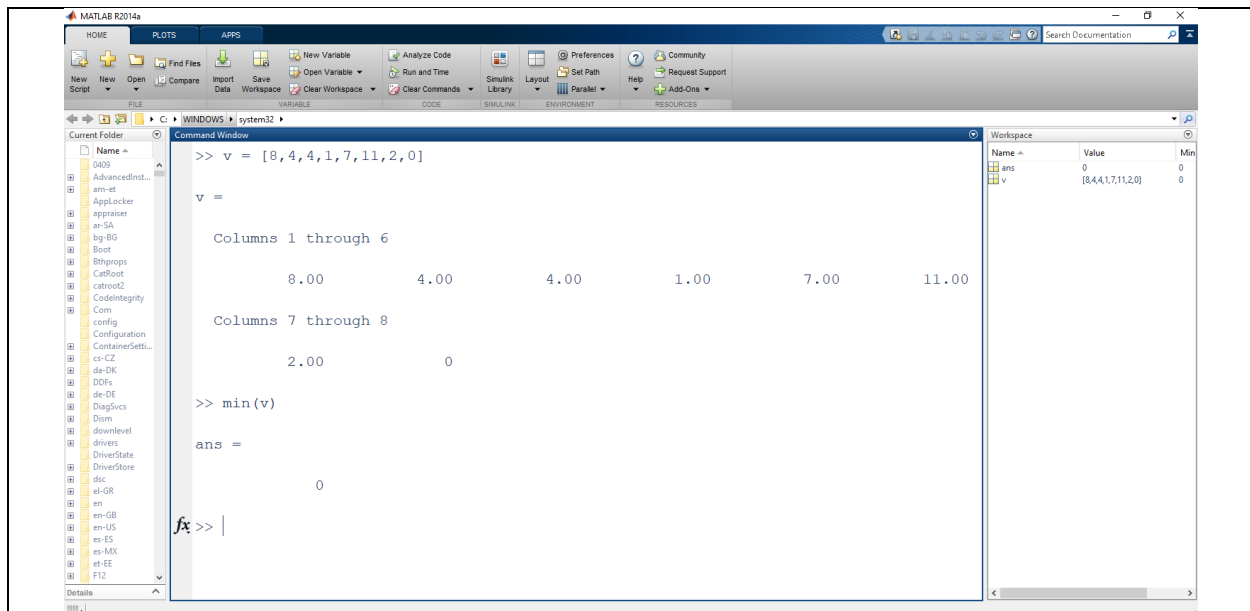 MATLAB R2014a
HOME PLOTS APPS
Search Documentation
New Script
New
Open
Find Files
Compare
Import Data
Save Workspace
New Variable
Open Variable
Clear Workspace
Analyze Code
Run and Time
Clear Commands
Simulink Library
Layout
Preferences
Set Path
Parallel
Help
Community
Request Support
Add-Ons
FILE VARIABLE CODE SIMULINK ENVIRONMENT RESOURCES
C: WINDOWS system32
Current Folder
Name
0409
AdvancedInst...
am-et
AppLocker
appraiser
ar-SA
bg-BG
Boot
Bthprops
CatRoot
catroot2
CodeIntegrity
Com
config
Configuration
ContainerSetti...
cs-CZ
da-DK
DDFs
de-DE
DiagSvcs
Dism
downlevel
drivers
DriverState
DriverStore
dsc
el-GR
en
en-GB
en-US
es-ES
es-MX
et-EE
F12
Details
Command Window
>> v = [8,4,4,1,7,11,2,0]
v =
Columns 1 through 6
8.00 4.00 4.00 1.00 7.00 11.00
Columns 7 through 8
2.00 0
>> min(v)
ans =
0
fx >>
Workspace
Name Value Min
ans 0 0
v [8,4,4,1,7,11,2,0] 0